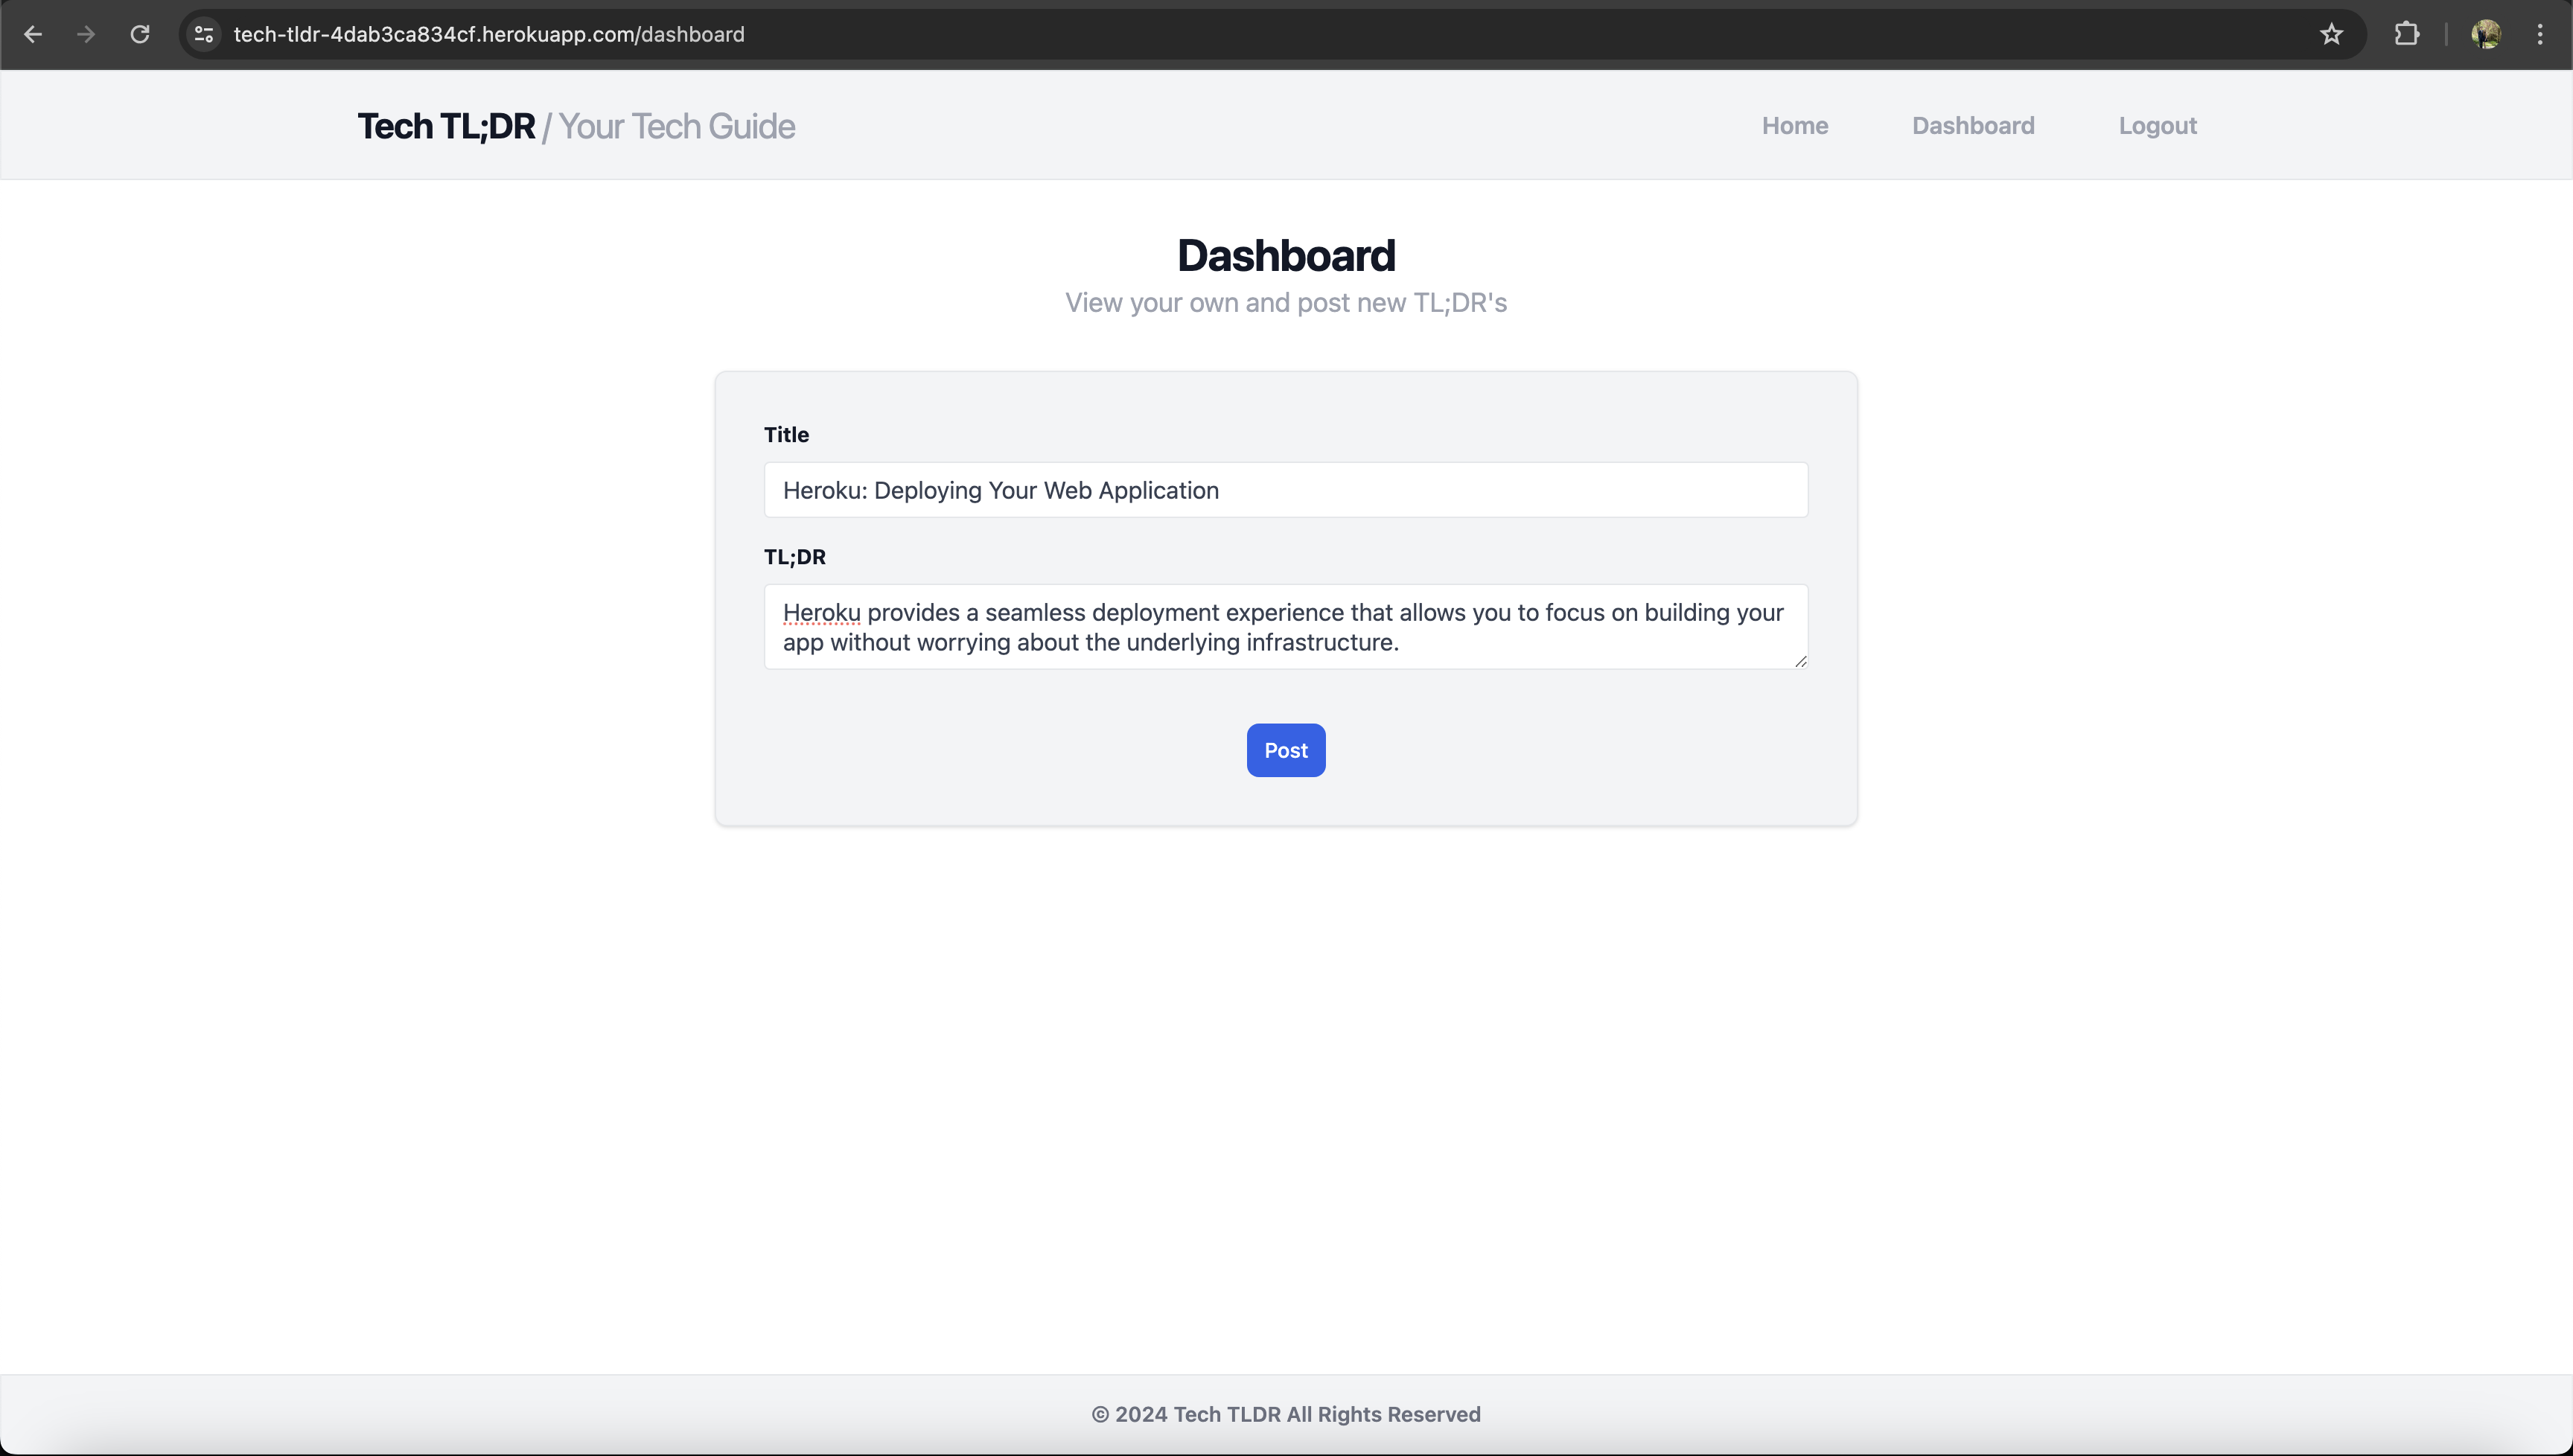 tech-tldr-4dab3ca834cf.herokuapp.com/dashboard
Tech TL;DR / Your Tech Guide
Home
Dashboard
Logout
Dashboard
View your own and post new TL;DR's
Title
Heroku: Deploying Your Web Application
TL;DR
Heroku provides a seamless deployment experience that allows you to focus on building your
app without worrying about the underlying infrastructure.
Post
© 2024 Tech TLDR All Rights Reserved